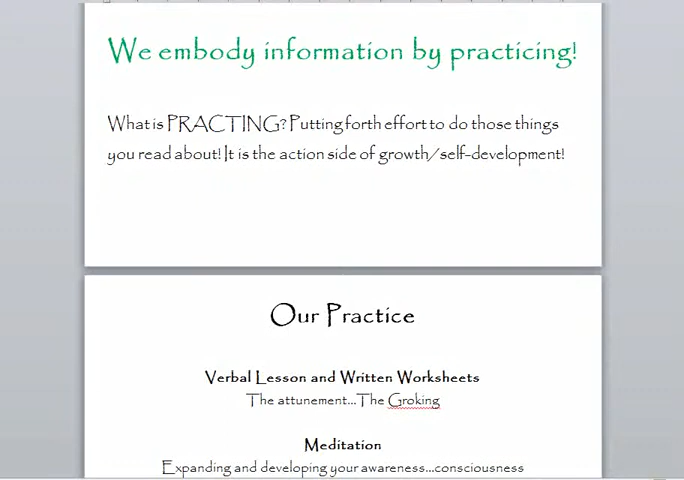 We embody information by practicing!
What is PRACTING? Putting forth effort to do those things
you read about! It is the action side of growth/self-development!
Our Practice
Verbal Lesson and Written Worksheets
The attunement...The Groking
Meditation
Expanding and developing your awareness...consciousness